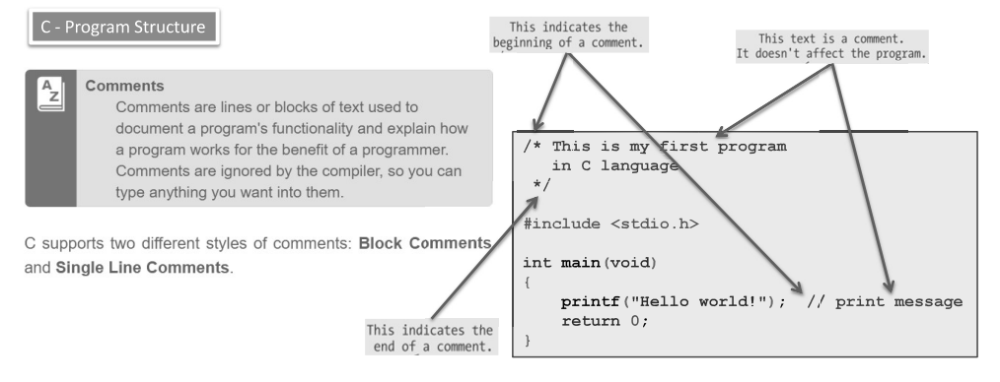 C - Program Structure
A
Z
Comments
Comments are lines or blocks of text used to
document a program's functionality and explain how
a program works for the benefit of a programmer.
Comments are ignored by the compiler, so you can
type anything you want into them.
C supports two different styles of comments: Block Comments
and Single Line Comments.
This indicates the
beginning of a comment.
This text is a comment.
It doesn't affect the program.
/* This is my first program
in C language
*/
#include <stdio.h>
int main(void)
{
printf("Hello world!"); // print message
return 0;
}
This indicates the
end of a comment.